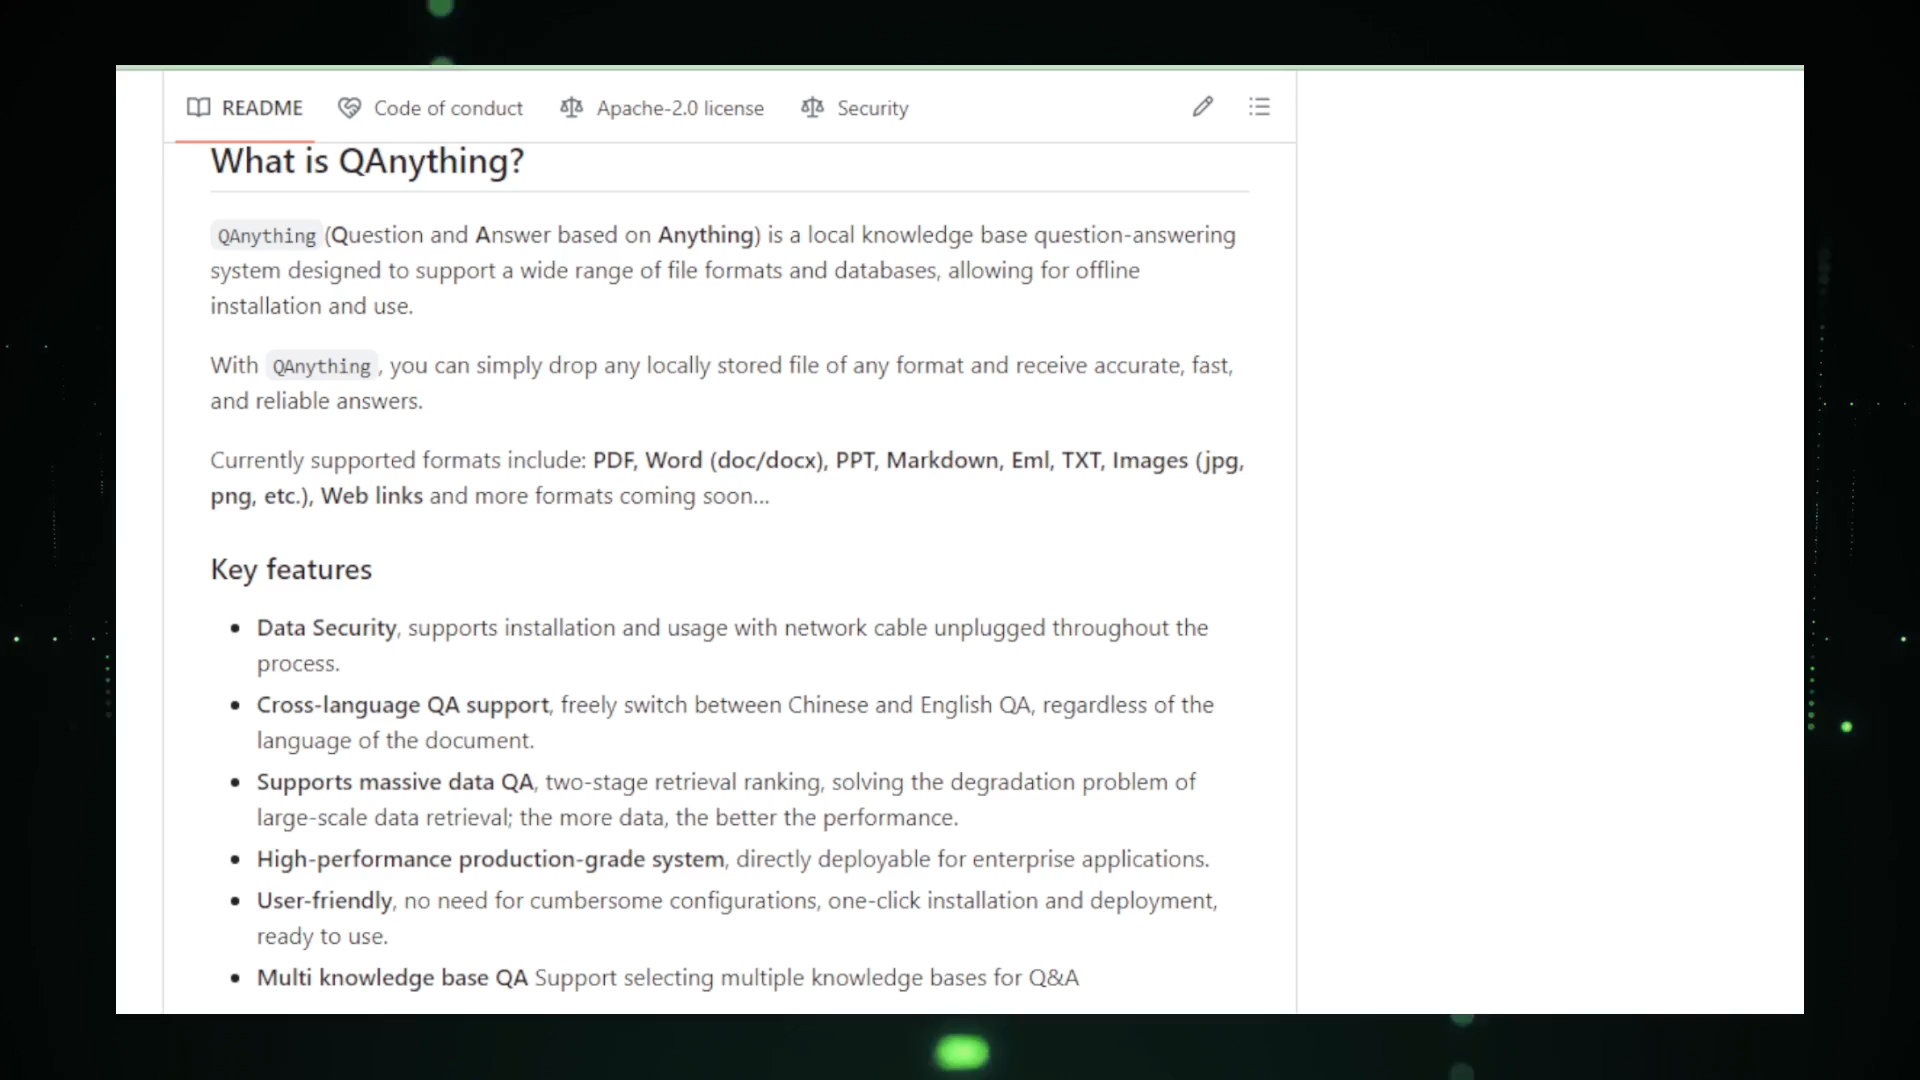 README Code of conduct Apache-2.0 license Security
What is QAnything?
QAnything (Question and Answer based on Anything) is a local knowledge base question-answering
system designed to support a wide range of file formats and databases, allowing for offline
installation and use.
With QAnything, you can simply drop any locally stored file of any format and receive accurate, fast,
and reliable answers.
Currently supported formats include: PDF, Word (doc/docx), PPT, Markdown, Eml, TXT, Images (jpg,
png, etc.), Web links and more formats coming soon...
Key features
• Data Security, supports installation and usage with network cable unplugged throughout the
process.
• Cross-language QA support, freely switch between Chinese and English QA, regardless of the
language of the document.
• Supports massive data QA, two-stage retrieval ranking, solving the degradation problem of
large-scale data retrieval; the more data, the better the performance.
• High-performance production-grade system, directly deployable for enterprise applications.
• User-friendly, no need for cumbersome configurations, one-click installation and deployment,
ready to use.
• Multi knowledge base QA Support selecting multiple knowledge bases for Q&A